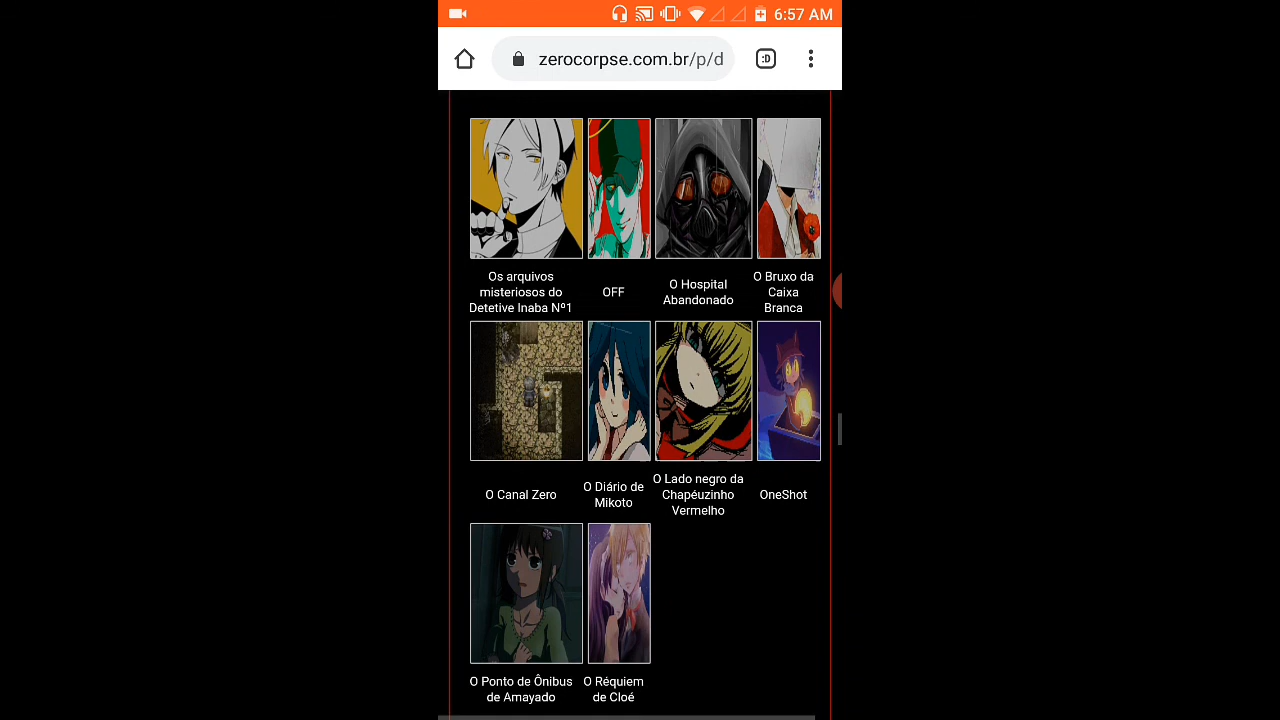 6:57 AM
zerocorpse.com.br/p/d
:D
Os arquivos
misteriosos do
Detetive Inaba Nº1
OFF
O Hospital
Abandonado
O Bruxo da
Caixa
Branca
O Canal Zero
O Diário de
Mikoto
O Lado negro da
Chapéuzinho
Vermelho
OneShot
O Ponto de Ônibus
de Amayado
O Réquiem
de Cloé